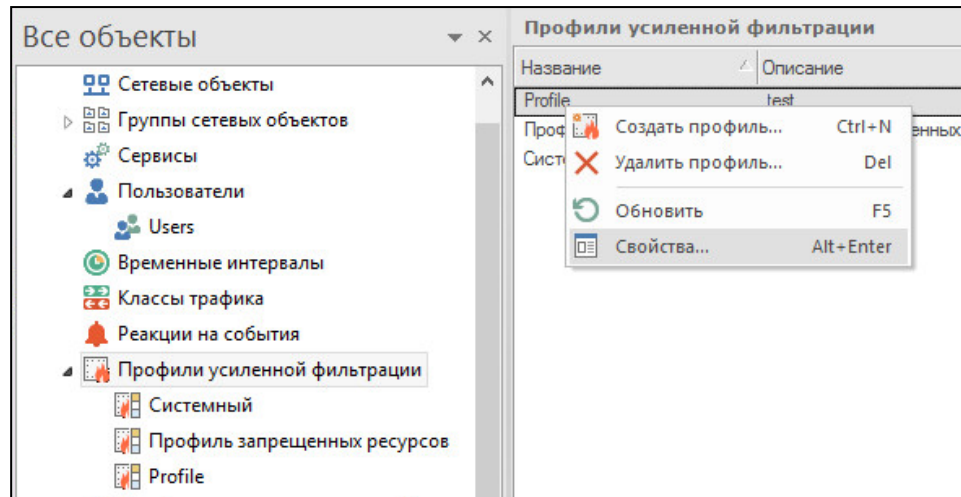 Все объекты
Сетевые объекты
Группы сетевых объектов
Сервисы
Пользователи
Users
Временные интервалы
Классы трафика
Реакции на события
Профили усиленной фильтрации
Системный
Профиль запрещенных ресурсов
Profile
Профили усиленной фильтрации
Название Описание
Profile test
Создать профиль... Ctrl+N
Удалить профиль... Del
Обновить F5
Свойства... Alt+Enter